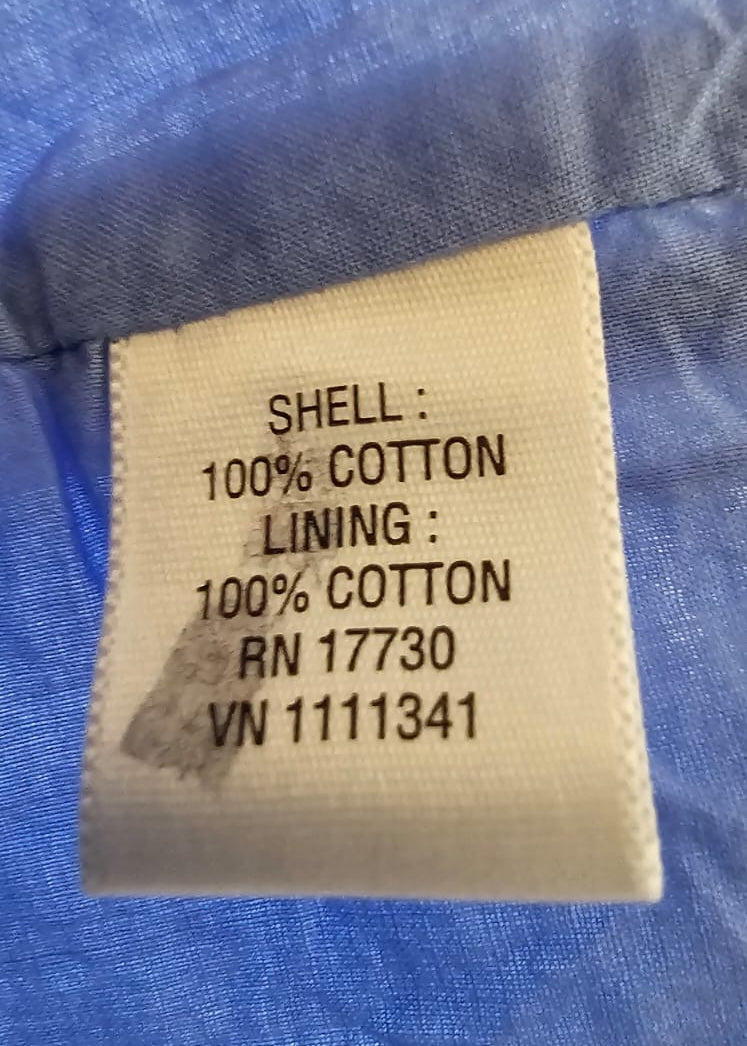 SHELL :
100% COTTON
LINING :
100% COTTON
RN 17730
VN 1111341